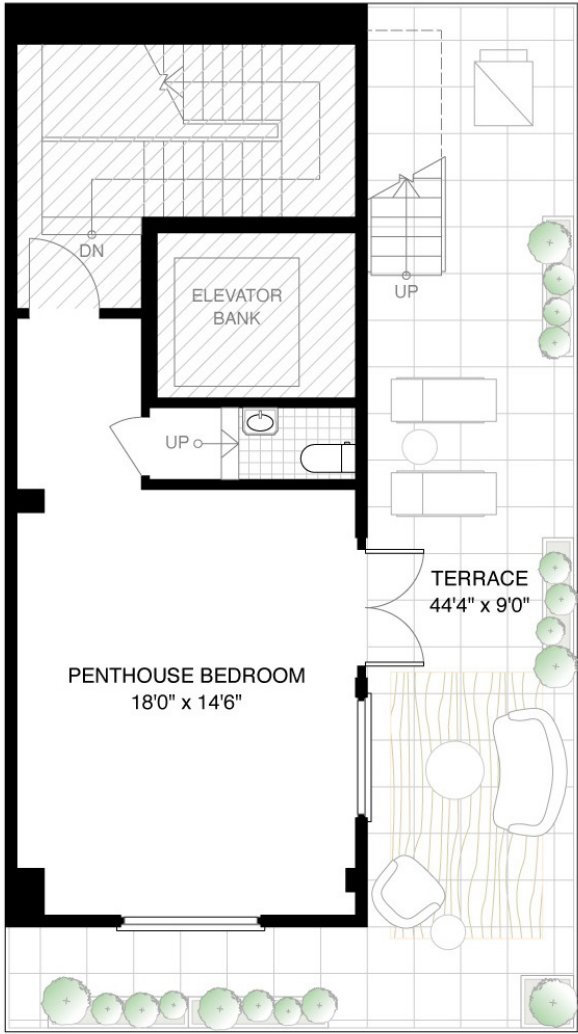 DN
ELEVATOR
BANK
UP
UP
TERRACE
44'4" x 9'0"
PENTHOUSE BEDROOM
18'0" x 14'6"